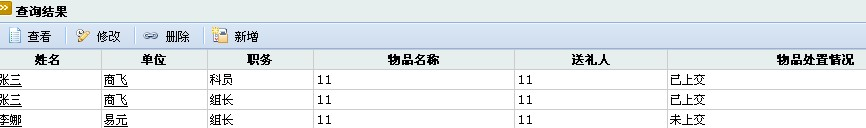 查询结果
查看 修改 删除 新增
姓名 单位 职务 物品名称 送礼人 物品处置情况
张三 商飞 科员 11 11 已上交
张三 商飞 组长 11 11 已上交
李娜 易元 组长 11 11 未上交